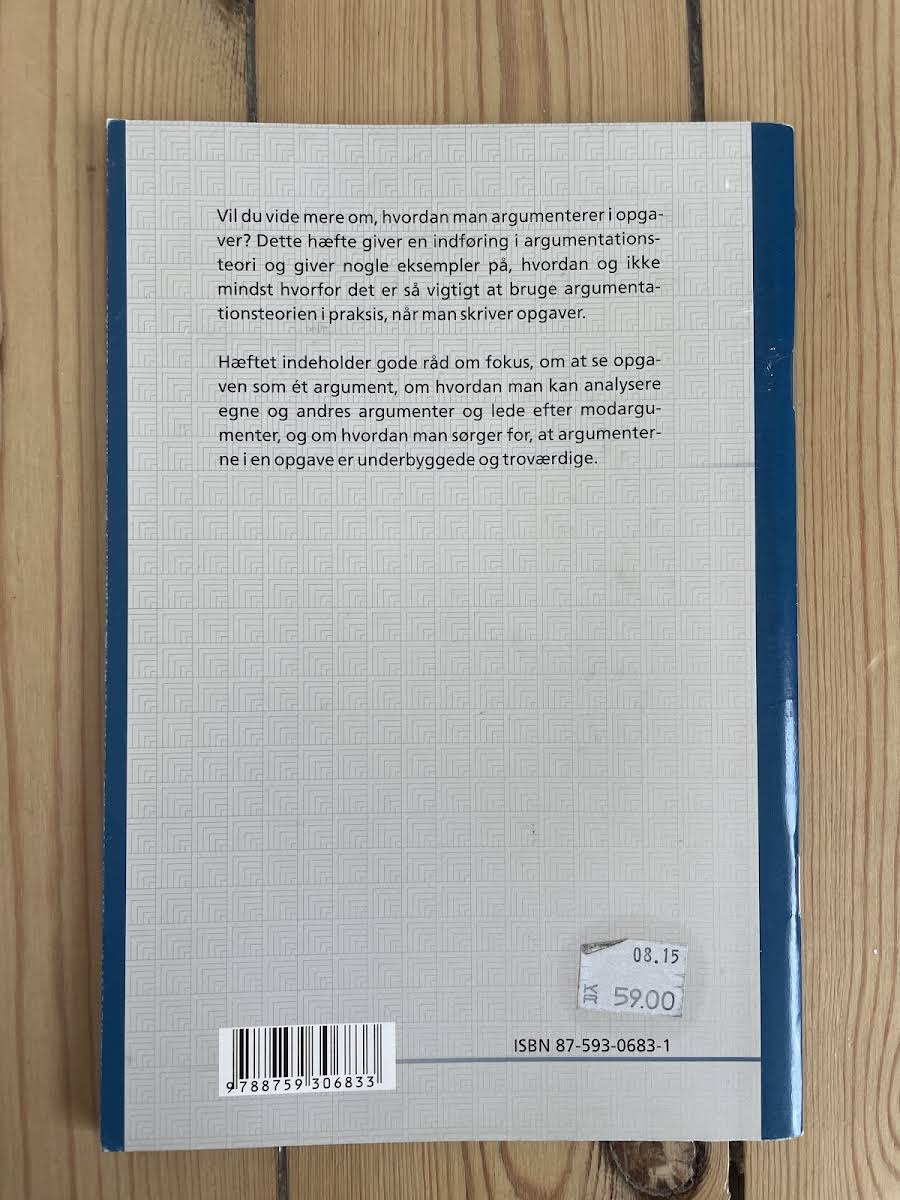 Vil du vide mere om, hvordan man argumenterer i opga-
ver? Dette hæfte giver en indføring i argumentations-
teori og giver nogle eksempler på, hvordan og ikke
mindst hvorfor det er så vigtigt at bruge argumenta-
tionsteorien i praksis, når man skriver opgaver.
Hæftet indeholder gode råd om fokus, om at se opga-
ven som ét argument, om hvordan man kan analysere
egne og andres argumenter og lede efter modargu-
menter, og om hvordan man sørger for, at argumenter-
ne i en opgave er underbyggede og troværdige.
08.15
KR 59.00
ISBN 87-593-0683-1
9 788759 306833